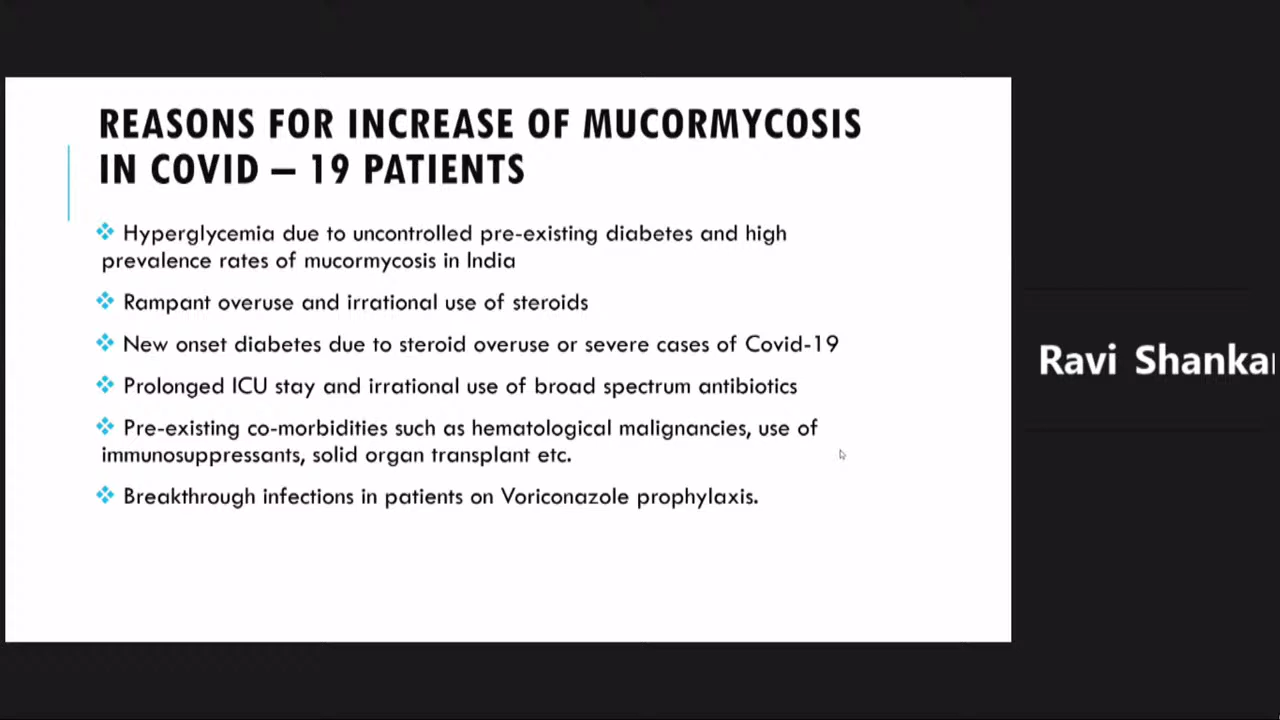 REASONS FOR INCREASE OF MUCORMYCOSIS
IN COVID – 19 PATIENTS
❖ Hyperglycemia due to uncontrolled pre-existing diabetes and high
prevalence rates of mucormycosis in India
❖ Rampant overuse and irrational use of steroids
❖ New onset diabetes due to steroid overuse or severe cases of Covid-19
❖ Prolonged ICU stay and irrational use of broad spectrum antibiotics
❖ Pre-existing co-morbidities such as hematological malignancies, use of
immunosuppressants, solid organ transplant etc.
❖ Breakthrough infections in patients on Voriconazole prophylaxis.
Ravi